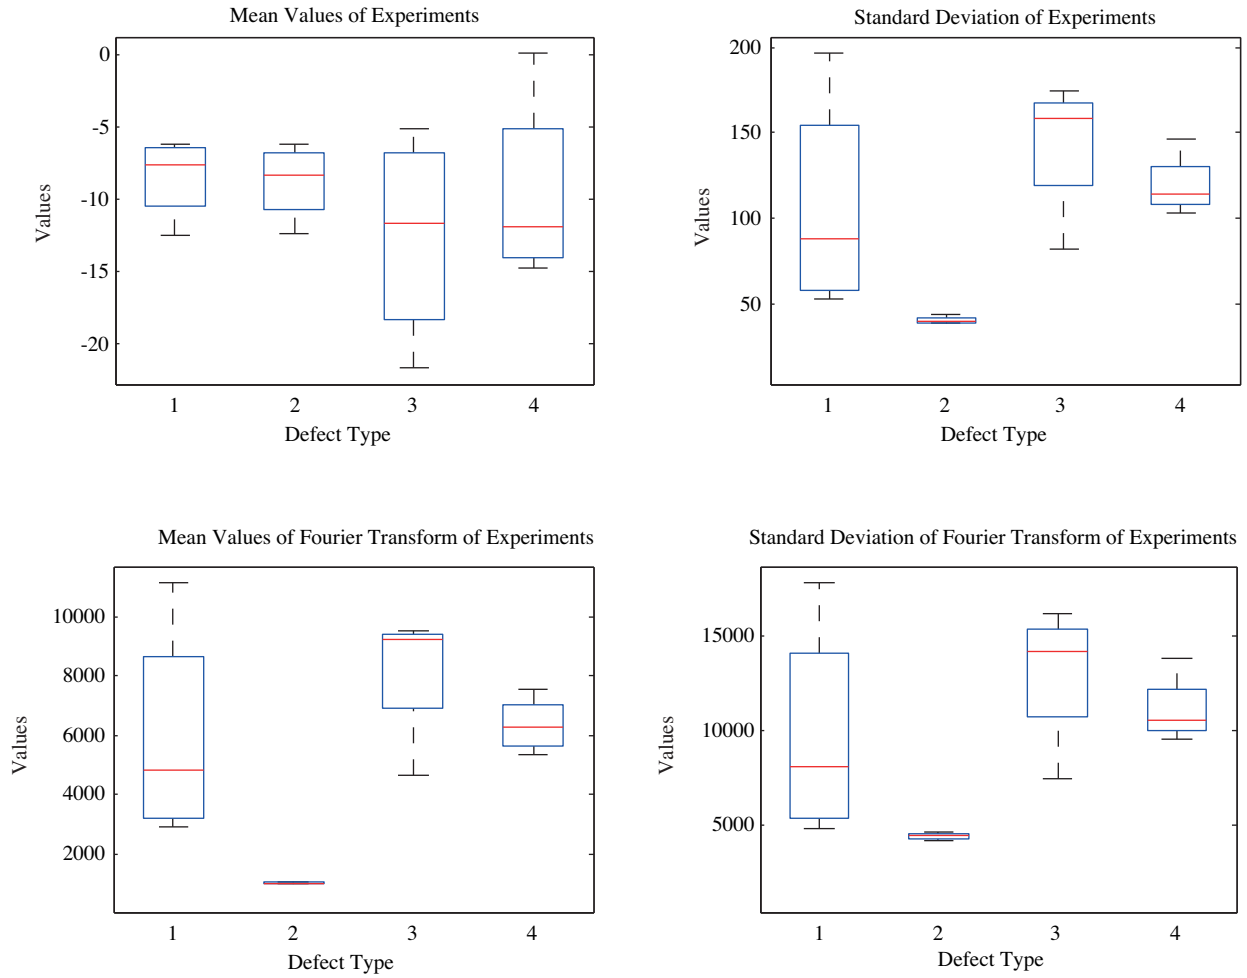 Mean Values of Experiments
0
-5
-10
-15
-20
Values
1 2 3 4
Defect Type
Standard Deviation of Experiments
200
150
100
50
Values
1 2 3 4
Defect Type
Mean Values of Fourier Transform of Experiments
10000
8000
6000
4000
2000
Values
1 2 3 4
Defect Type
Standard Deviation of Fourier Transform of Experiments
15000
10000
5000
Values
1 2 3 4
Defect Type